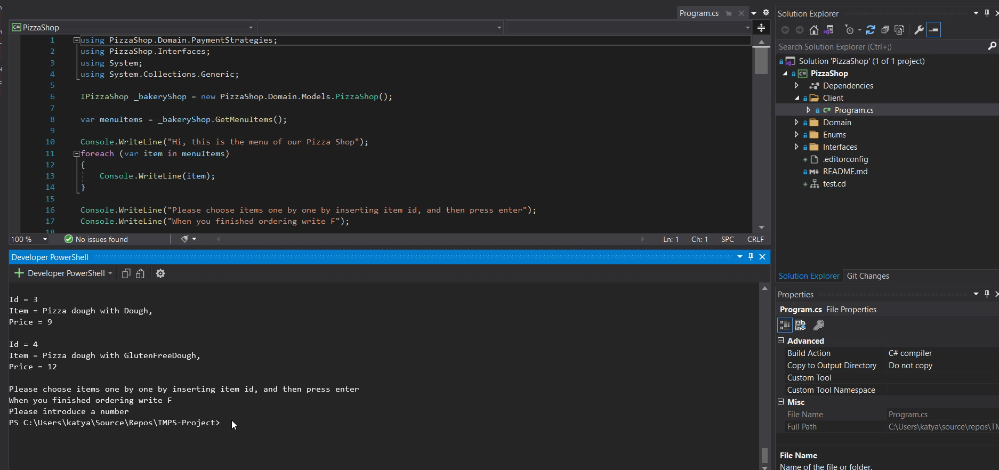 Program.cs
C# PizzaShop
1 using PizzaShop.Domain.PaymentStrategies;
2 using PizzaShop.Interfaces;
3 using System;
4 using System.Collections.Generic;
5
6 IPizzaShop _bakeryShop = new PizzaShop.Domain.Models.PizzaShop();
7
8 var menuItems = _bakeryShop.GetMenuItems();
9
10 Console.WriteLine("Hi, this is the menu of our Pizza Shop");
11 foreach (var item in menuItems)
12 {
13 Console.WriteLine(item);
14 }
15
16 Console.WriteLine("Please choose items one by one by inserting item id, and then press enter");
17 Console.WriteLine("When you finished ordering write F");
18
100 % No issues found Ln: 1 Ch: 1 SPC CRLF
Developer PowerShell
Developer PowerShell
Id = 3
Item = Pizza dough with Dough,
Price = 9
Id = 4
Item = Pizza dough with GlutenFreeDough,
Price = 12
Please choose items one by one by inserting item id, and then press enter
When you finished ordering write F
Please introduce a number
PS C:\Users\katya\Source\Repos\TMPS-Project>
Solution Explorer
Search Solution Explorer (Ctrl+;)
Solution 'PizzaShop' (1 of 1 project)
C# PizzaShop
Dependencies
Client
C# Program.cs
Domain
Enums
Interfaces
.editorconfig
M README.md
test.cd
Solution Explorer Git Changes
Properties
Program.cs File Properties
Advanced
Build Action C# compiler
Copy to Output Directory Do not copy
Custom Tool
Custom Tool Namespace
Misc
File Name Program.cs
Full Path C:\Users\katya\source\repos\TM
File Name
Name of the file or folder.